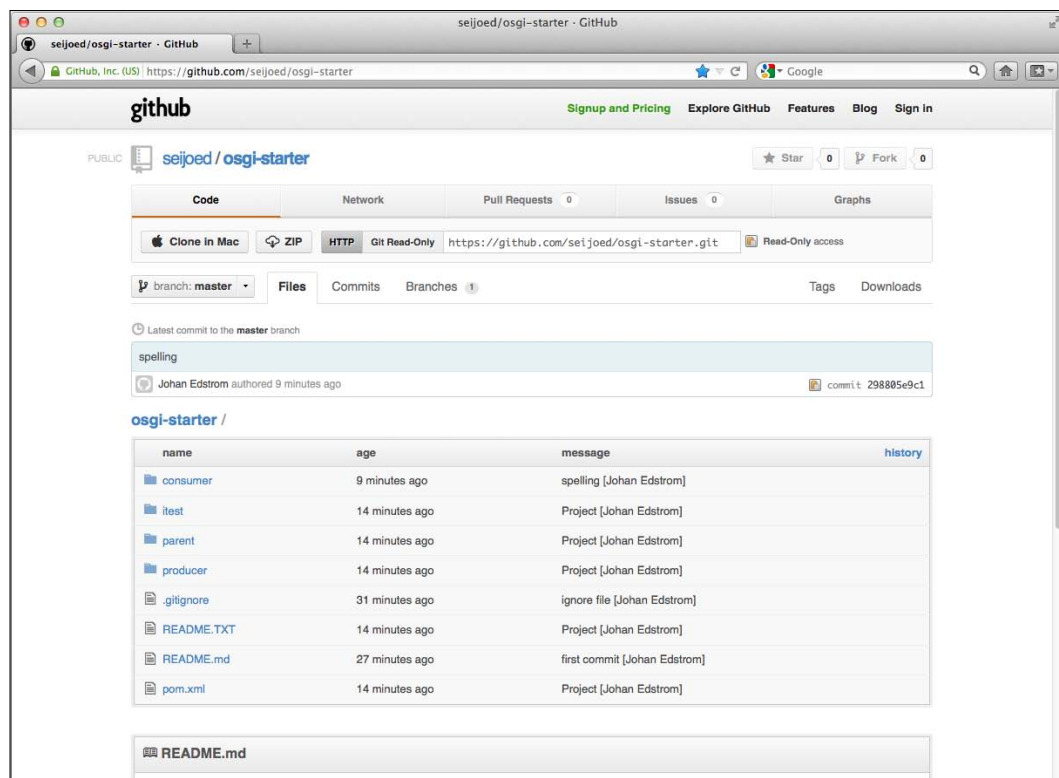 seijoed/osgi-starter · GitHub
seijoed/osgi-starter · GitHub +
GitHub, Inc. (US) https://github.com/seijoed/osgi-starter Google
github Signup and Pricing Explore GitHub Features Blog Sign in
PUBLIC seijoed / osgi-starter Star 0 Fork 0
Code Network Pull Requests 0 Issues 0 Graphs
Clone in Mac ZIP HTTP Git Read-Only https://github.com/seijoed/osgi-starter.git Read-Only access
branch: master Files Commits Branches 1 Tags Downloads
Latest commit to the master branch
spelling
Johan Edstrom authored 9 minutes ago commit 298805e9c1
osgi-starter /
name age message history
consumer 9 minutes ago spelling [Johan Edstrom]
itest 14 minutes ago Project [Johan Edstrom]
parent 14 minutes ago Project [Johan Edstrom]
producer 14 minutes ago Project [Johan Edstrom]
.gitignore 31 minutes ago ignore file [Johan Edstrom]
README.TXT 14 minutes ago Project [Johan Edstrom]
README.md 27 minutes ago first commit [Johan Edstrom]
pom.xml 14 minutes ago Project [Johan Edstrom]
README.md